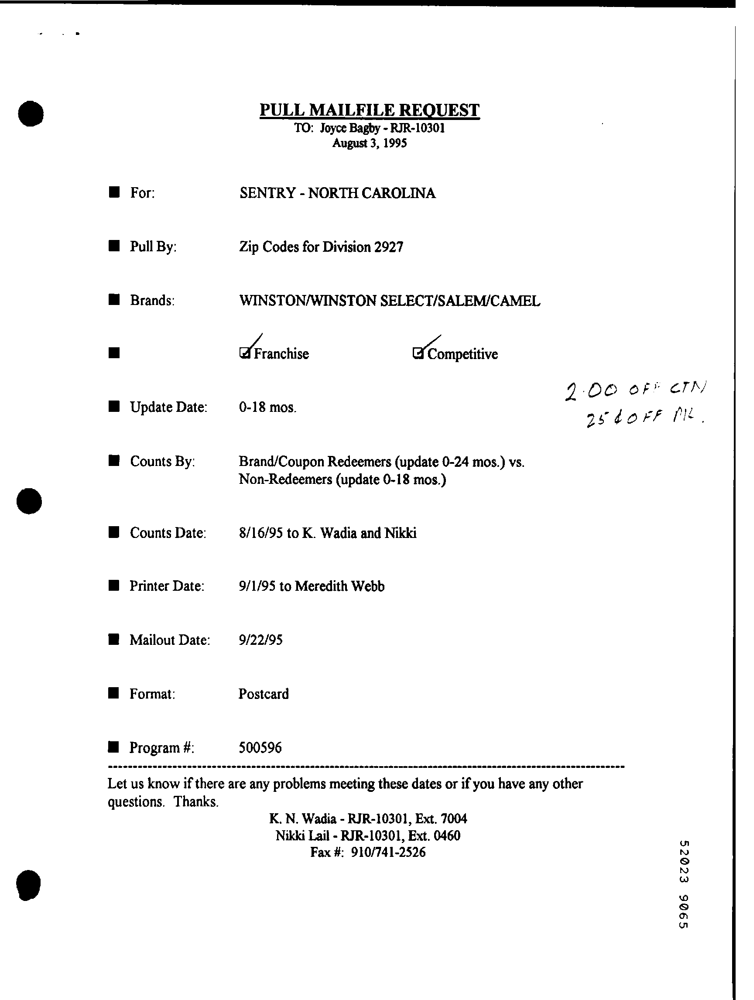 PULL MAILFILE REQUEST
TO: Joyce Bagby - RJR-10301
August 3, 1995
For: SENTRY - NORTH CAROLINA
Pull By: Zip Codes for Division 2927
Brands: WINSTON/WINSTON SELECT/SALEM/CAMEL
Franchise Competitive
2.00 OFF CTN
Update Date: 0-18 mos.
25¢ OFF PK.
Counts By: Brand/Coupon Redeemers (update 0-24 mos.) vs.
Non-Redeemers (update 0-18 mos.)
Counts Date: 8/16/95 to K. Wadia and Nikki
Printer Date: 9/1/95 to Meredith Webb
Mailout Date: 9/22/95
Format: Postcard
Program #: 500596
Let us know if there are any problems meeting these dates or if you have any other
questions. Thanks.
K. N. Wadia - RJR-10301, Ext. 7004
Nikki Lail - RJR-10301, Ext. 0460
Fax #: 910/741-2526
52023 9065